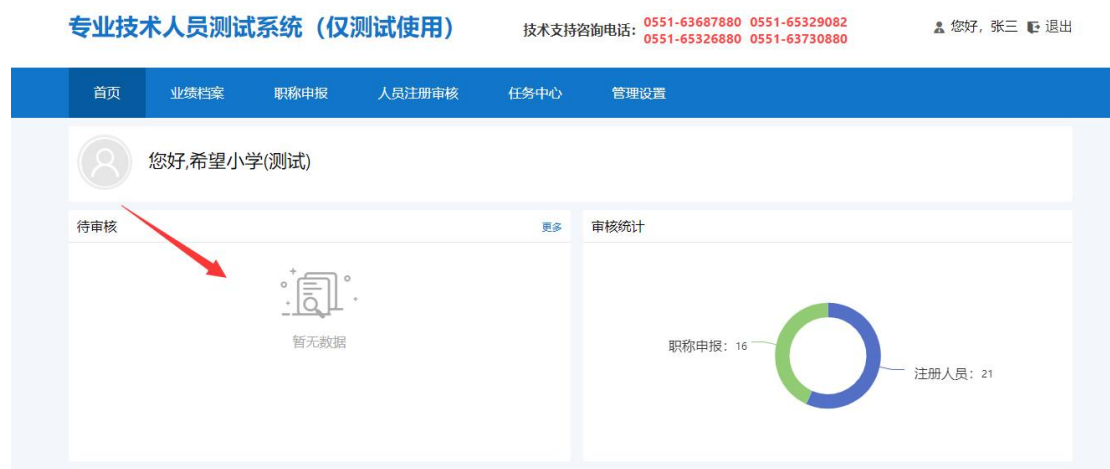 专业技术人员测试系统（仅测试使用）
技术支持咨询电话：
0551-63687880 0551-65329082
0551-65326880 0551-63730880
您好，张三 退出
首页 业绩档案 职称申报 人员注册审核 任务中心 管理设置
您好,希望小学(测试)
待审核 更多
暂无数据
审核统计
职称申报：16
注册人员：21